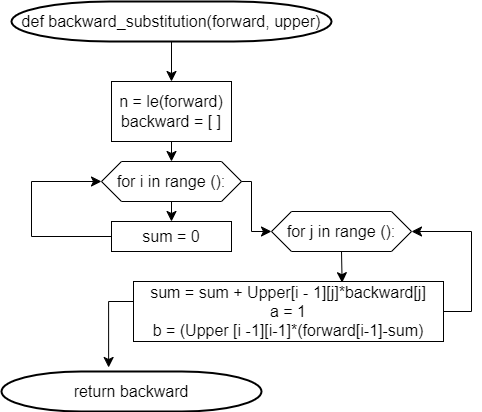 def backward_substitution(forward, upper)
n = le(forward)
backward = [ ]
for i in range ():
sum = 0
for j in range ():
sum = sum + Upper[i - 1][j]*backward[j]
a = 1
b = (Upper [i -1][i-1]*(forward[i-1]-sum)
return backward